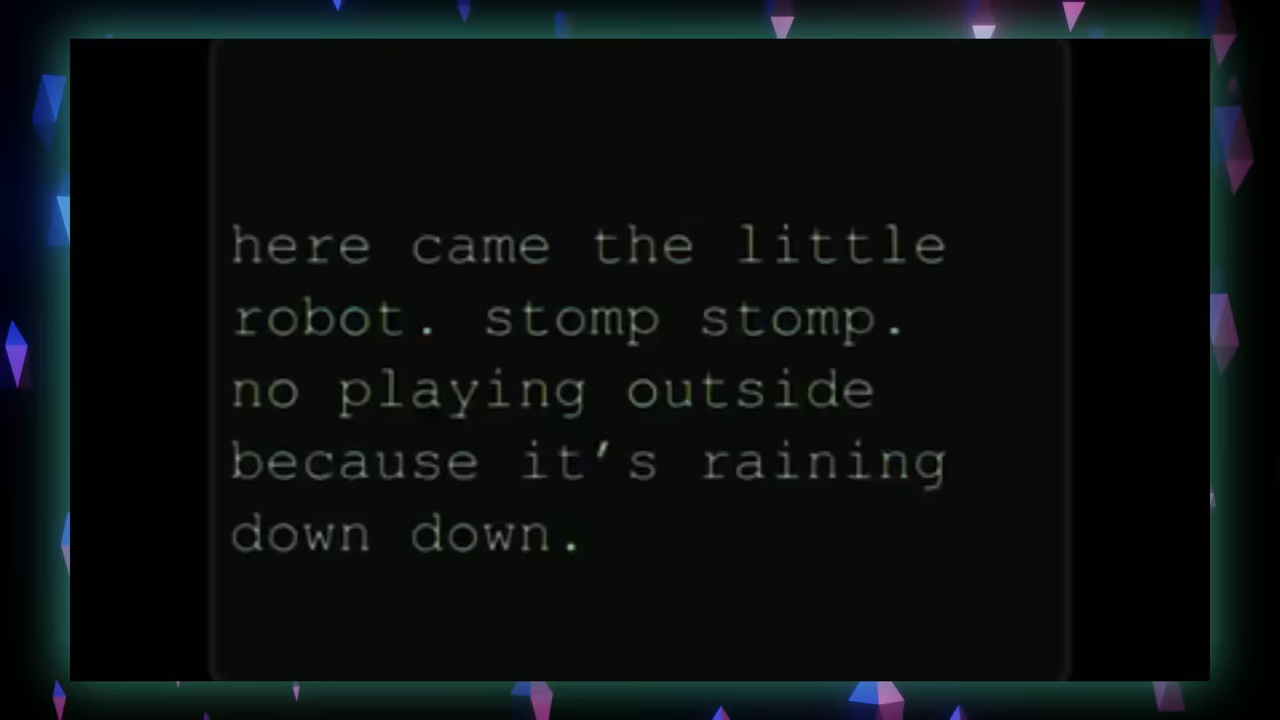 here came the little
robot. stomp stomp.
no playing outside
because it’s raining
down down.